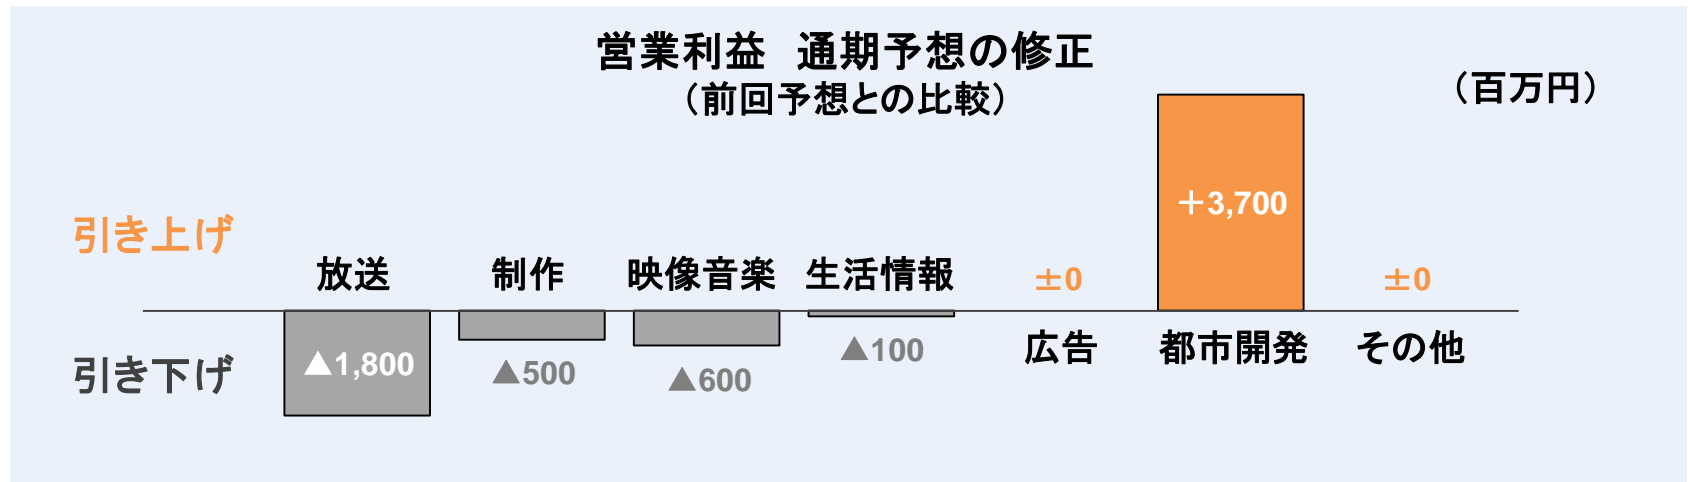 営業利益　通期予想の修正
（前回予想との比較）
（百万円）
＋3,700
引き上げ
放送
制作
映像音楽
生活情報
±0
±0
引き下げ
▲1,800
▲500
▲600
▲100
広告
都市開発
その他